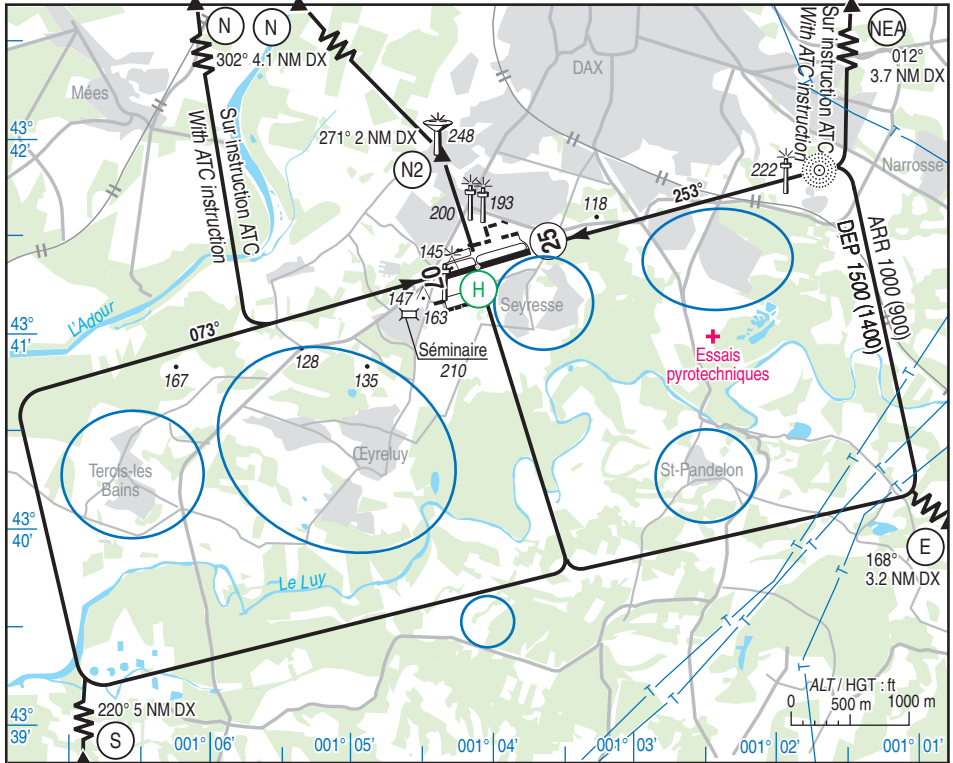 N
N
302° 4.1 NM DX
NEA
012°
3.7 NM DX
Sur instruction ATC
With ATC instruction
DAX
Mées
Sur instruction ATC
With ATC instruction
43°
42'
271° 2 NM DX
248
N2
222
Narrosse
253°
200
193
118
25
145
07
H
147
163
Seyresse
ARR 1000 (900)
DEP 1500 (1400)
L'Adour
073°
43°
41'
Séminaire
210
Essais
pyrotechniques
128
167
135
Œyreluy
Tercis-les
Bains
St-Pandelon
43°
40'
E
168°
3.2 NM DX
Le Luy
T
T
T
T
T
T
T
T
T
T
T
ALT / HGT : ft
0 500 m 1000 m
220° 5 NM DX
S
43°
39'
001° 06'
001° 05'
001° 04'
001° 03'
001° 02'
001° 01'